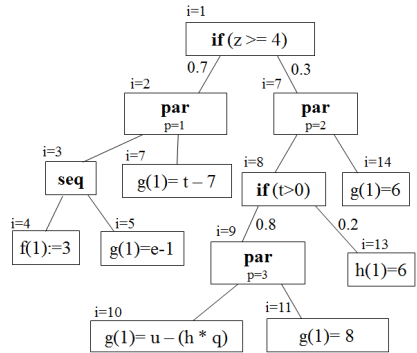 i=1
if (z >= 4)
0.7
0.3
i=2
par
p=1
i=7
par
p=2
i=3
seq
i=7
g(1)= t – 7
i=8
if (t>0)
i=14
g(1)=6
i=4
f(1):=3
i=5
g(1)=e-1
0.8
0.2
i=9
par
p=3
i=13
h(1)=6
i=10
g(1)= u – (h * q)
i=11
g(1)= 8